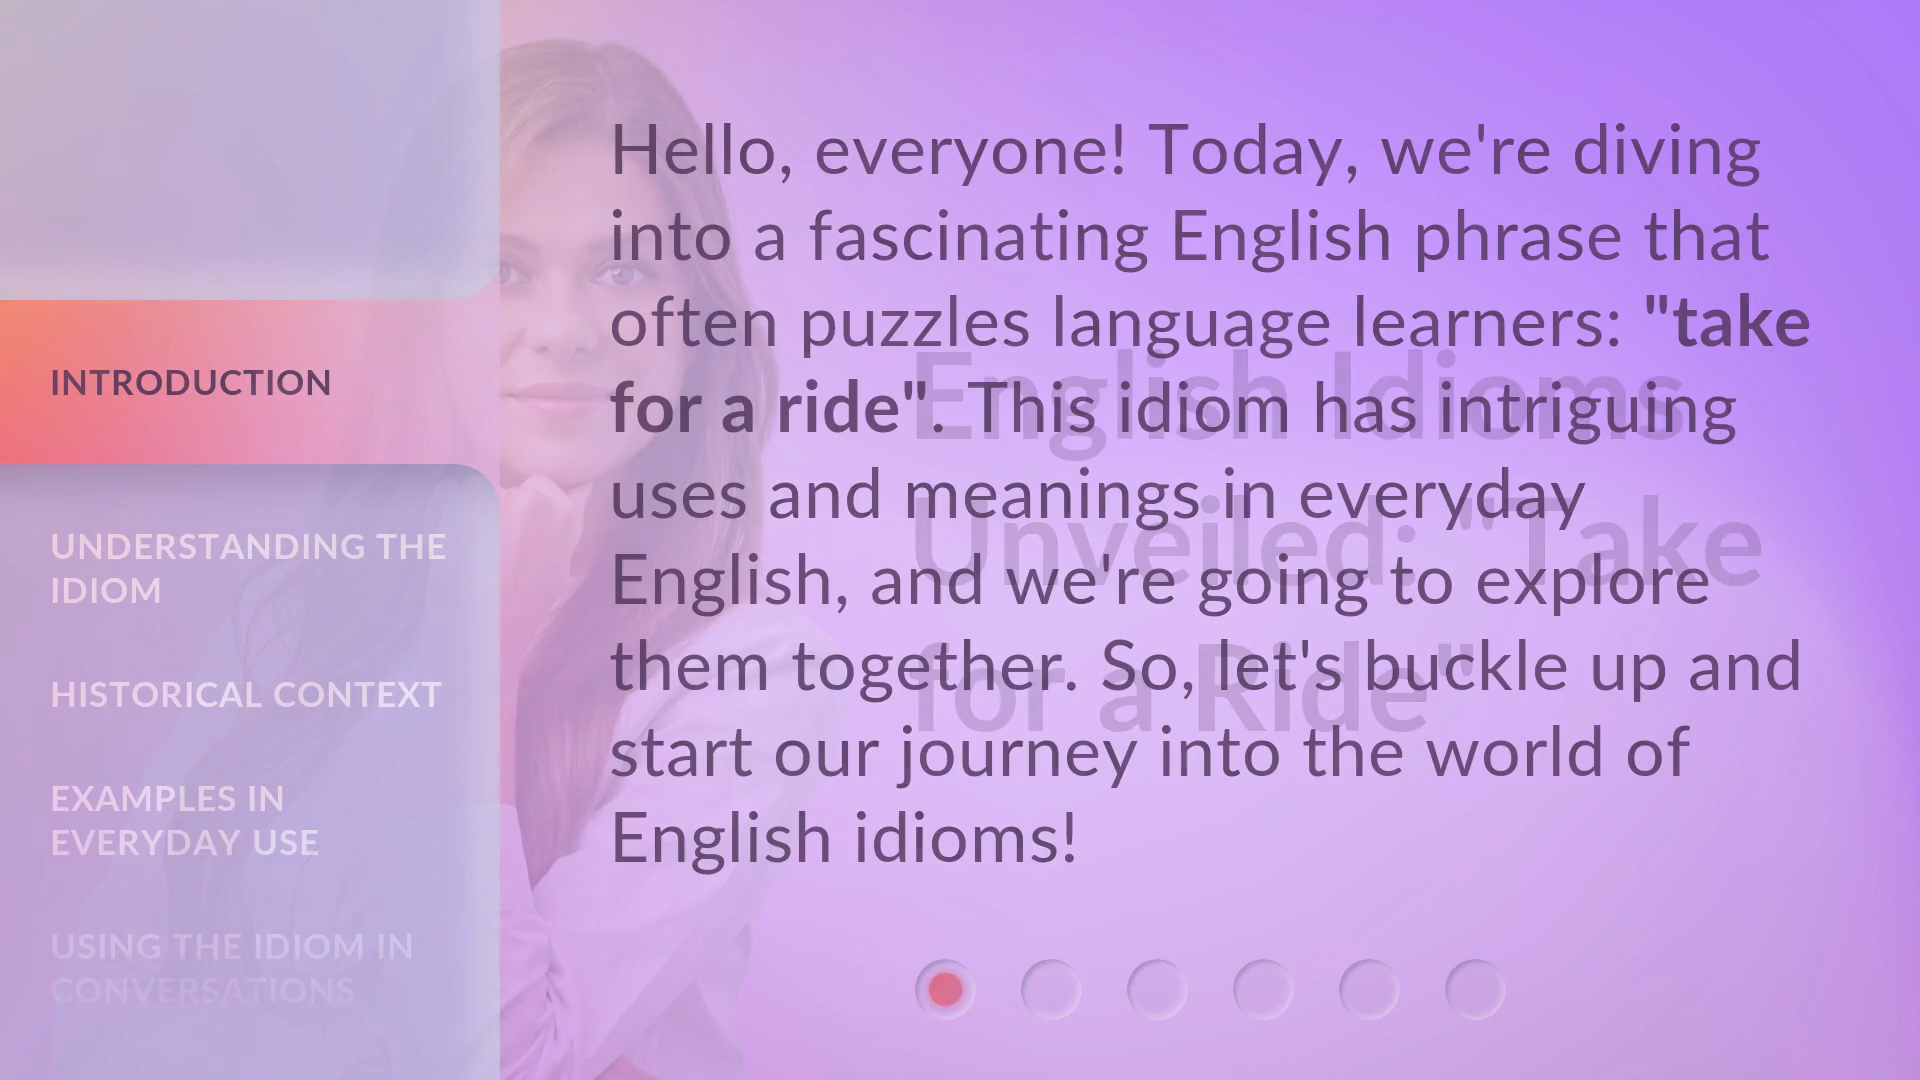 INTRODUCTION
UNDERSTANDING THE
IDIOM
HISTORICAL CONTEXT
EXAMPLES IN
EVERYDAY USE
USING THE IDIOM IN
CONVERSATIONS
Hello, everyone! Today, we're diving
into a fascinating English phrase that
often puzzles language learners: "take
for a ride". This idiom has intriguing
uses and meanings in everyday
English, and we're going to explore
them together. So, let's buckle up and
start our journey into the world of
English idioms!
English Idioms
Unveiled: "Take
for a Ride"